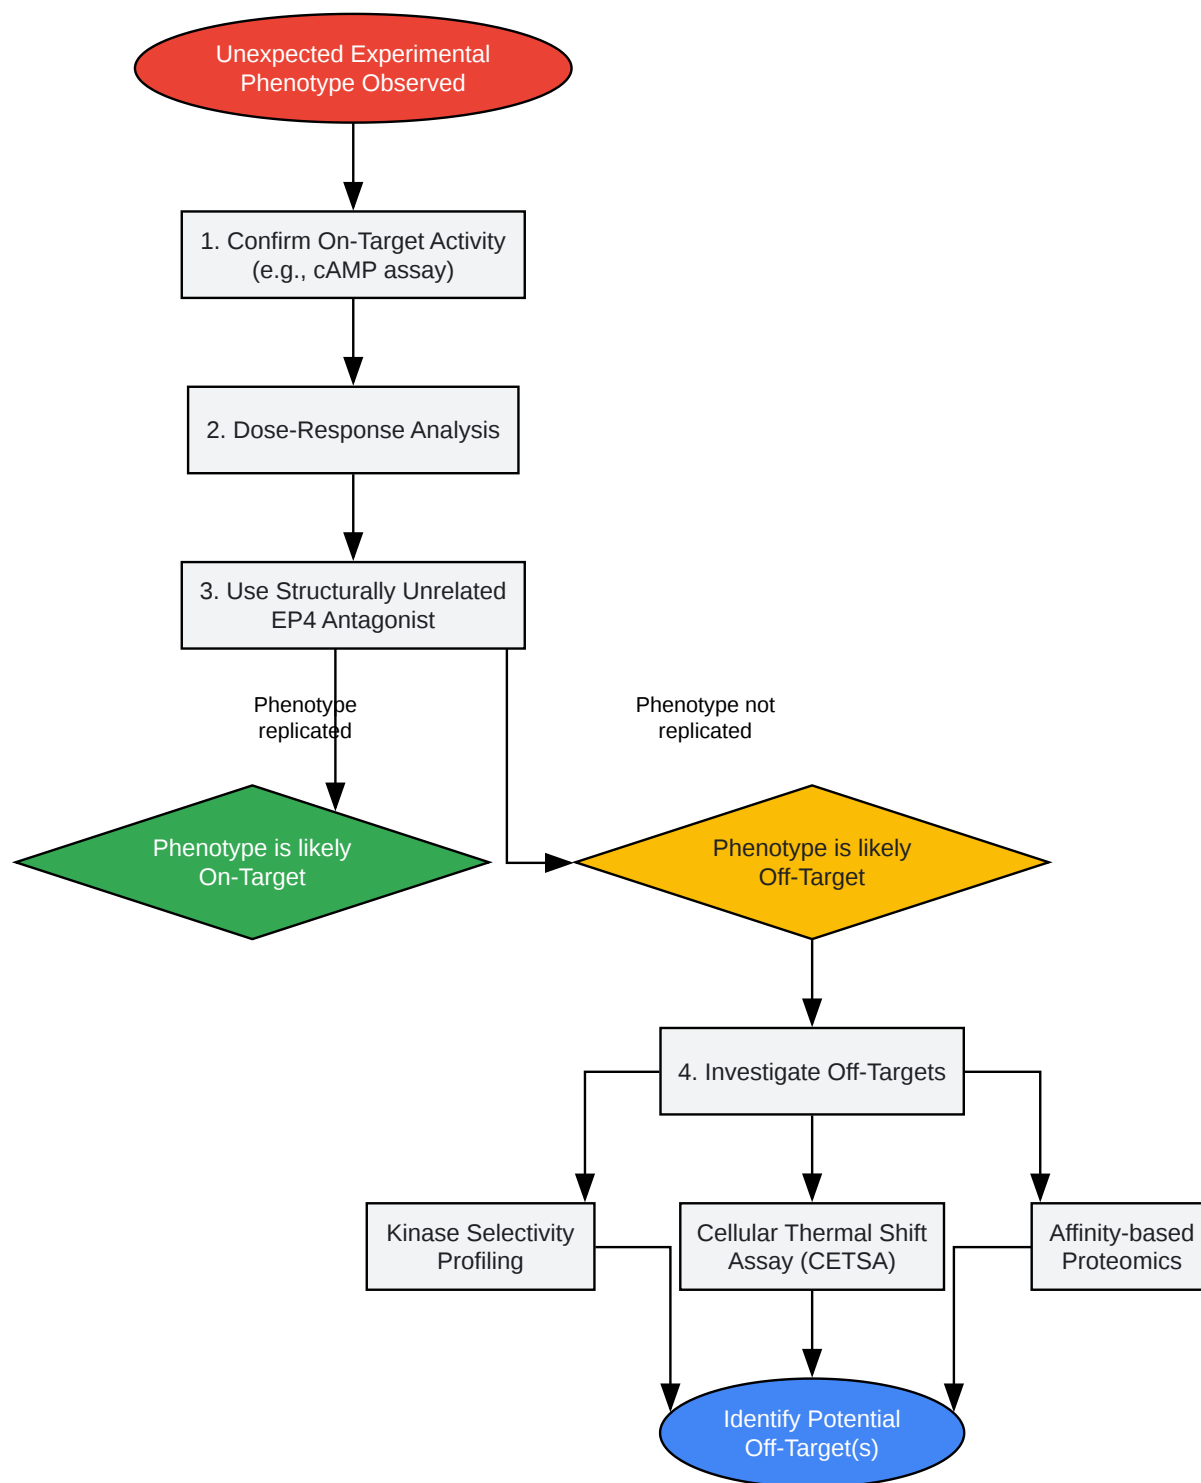 Unexpected Experimental
Phenotype Observed
1. Confirm On-Target Activity
(e.g., cAMP assay)
2. Dose-Response Analysis
3. Use Structurally Unrelated
EP4 Antagonist
Phenotype
replicated
Phenotype not
replicated
Phenotype is likely
On-Target
Phenotype is likely
Off-Target
4. Investigate Off-Targets
Kinase Selectivity
Profiling
Cellular Thermal Shift
Assay (CETSA)
Affinity-based
Proteomics
Identify Potential
Off-Target(s)